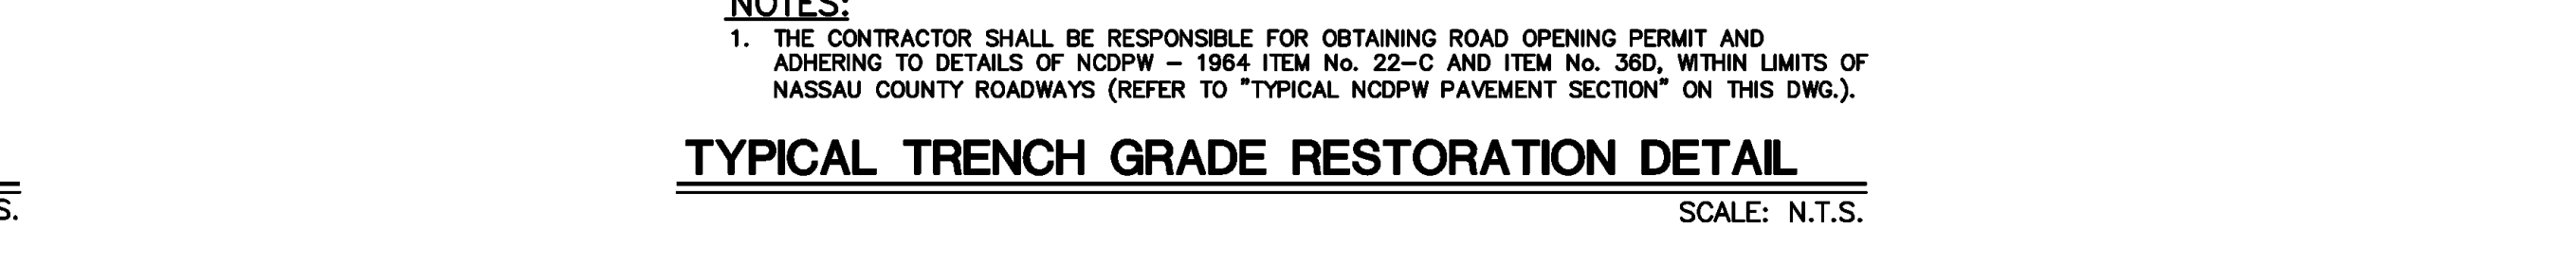 NOTES:
1. THE CONTRACTOR SHALL BE RESPONSIBLE FOR OBTAINING ROAD OPENING PERMIT AND
ADHERING TO DETAILS OF NCDPW – 1964 ITEM No. 22–C AND ITEM No. 36D, WITHIN LIMITS OF
NASSAU COUNTY ROADWAYS (REFER TO "TYPICAL NCDPW PAVEMENT SECTION" ON THIS DWG.).
TYPICAL TRENCH GRADE RESTORATION DETAIL
S.
SCALE: N.T.S.